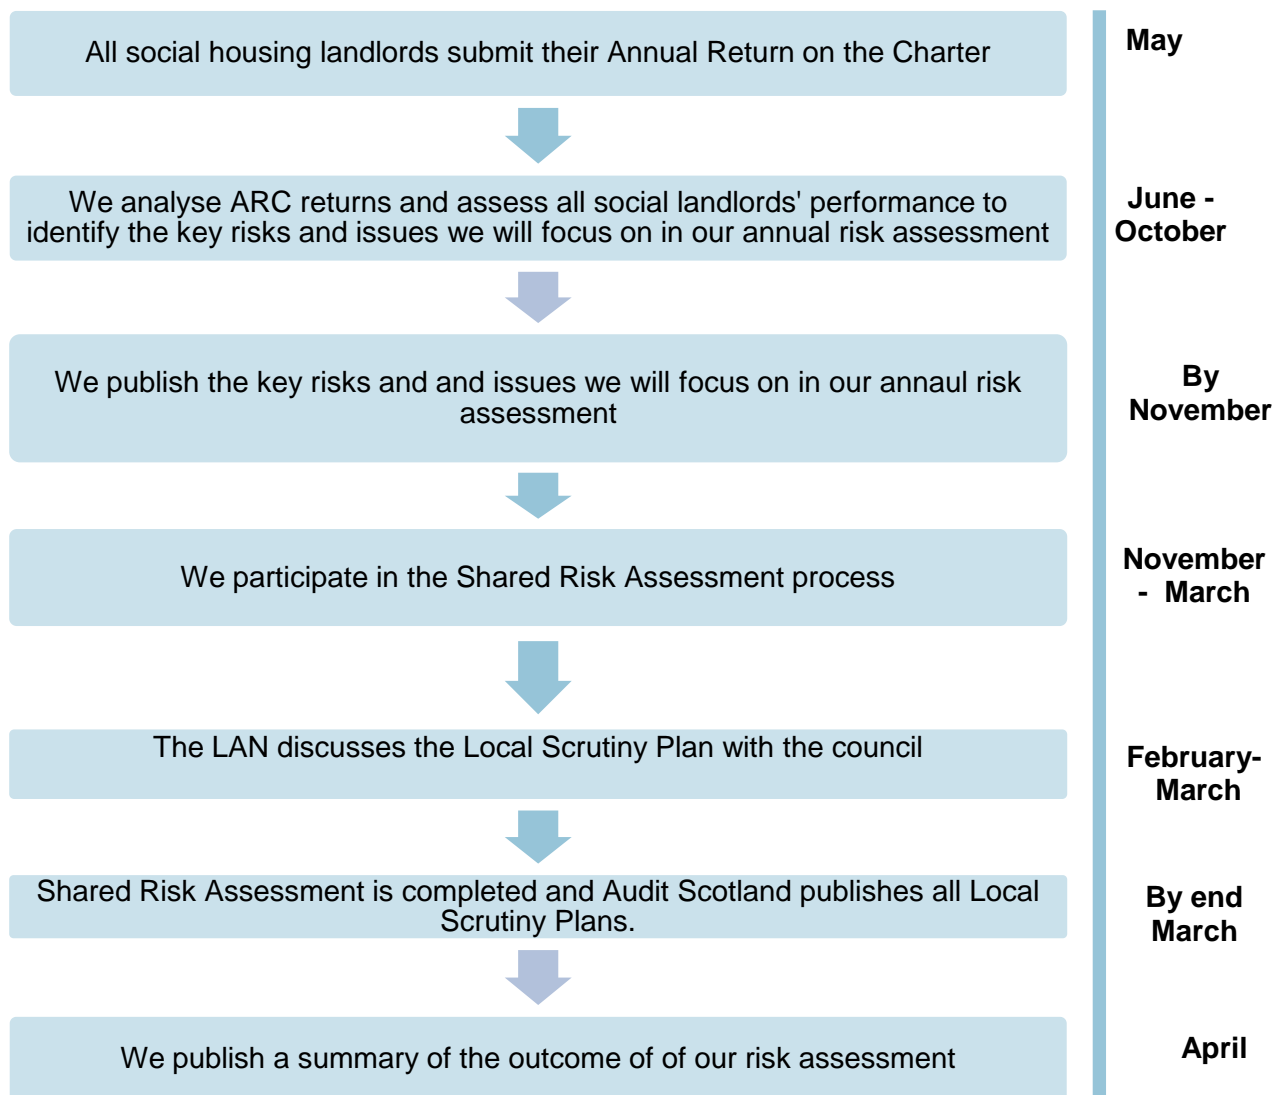 All social housing landlords submit their Annual Return on the Charter
May
We analyse ARC returns and assess all social landlords' performance to
identify the key risks and issues we will focus on in our annual risk assessment
June -
October
We publish the key risks and and issues we will focus on in our annaul risk
assessment
By
November
We participate in the Shared Risk Assessment process
November
- March
The LAN discusses the Local Scrutiny Plan with the council
February-
March
Shared Risk Assessment is completed and Audit Scotland publishes all Local
Scrutiny Plans.
By end
March
We publish a summary of the outcome of of our risk assessment
April